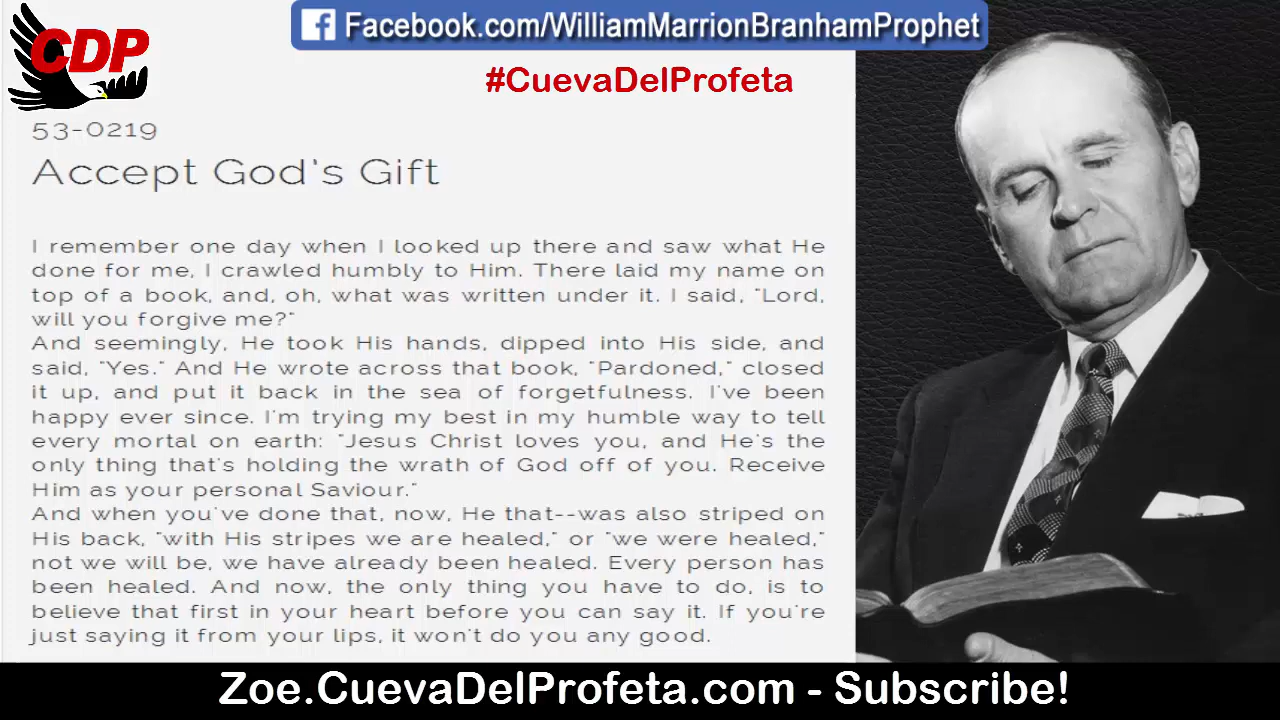 Facebook.com/WilliamMarrionBranhamProphet
CDP
#CuevaDelProfeta
53-0219
Accept God's Gift
I remember one day when I looked up there and saw what He
done for me, I crawled humbly to Him. There laid my name on
top of a book, and, oh, what was written under it. I said, "Lord,
will you forgive me?"
And seemingly, He took His hands, dipped into His side, and
said, "Yes." And He wrote across that book, "Pardoned," closed
it up, and put it back in the sea of forgetfulness. I've been
happy ever since. I'm trying my best in my humble way to tell
every mortal on earth: "Jesus Christ loves you, and He's the
only thing that's holding the wrath of God off of you. Receive
Him as your personal Saviour."
And when you've done that, now, He that--was also striped on
His back, "with His stripes we are healed," or "we were healed,"
not we will be, we have already been healed. Every person has
been healed. And now, the only thing you have to do, is to
believe that first in your heart before you can say it. If you're
just saying it from your lips, it won't do you any good.
Zoe.CuevaDelProfeta.com - Subscribe!